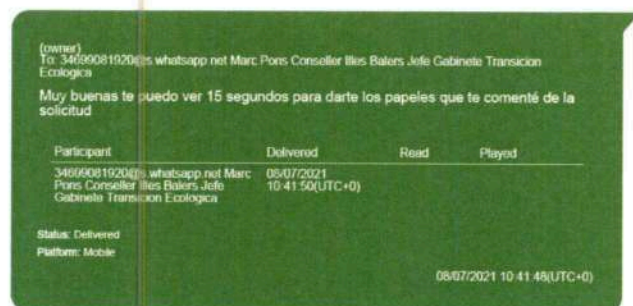 (owner)
To: 34699081920@s.whatsapp.net Marc Pons Conseller Illes Balers Jefe Gabinete Transicion
Ecologica
Muy buenas te puedo ver 15 segundos para darte los papeles que te comenté de la
solicitud
Participant Delivered Read Played
34699081920@s.whatsapp.net Marc 08/07/2021
Pons Conseller Illes Balers Jefe 10:41:50(UTC+0)
Gabinete Transicion Ecologica
Status: Delivered
Platform: Mobile
08/07/2021 10:41:48(UTC+0)